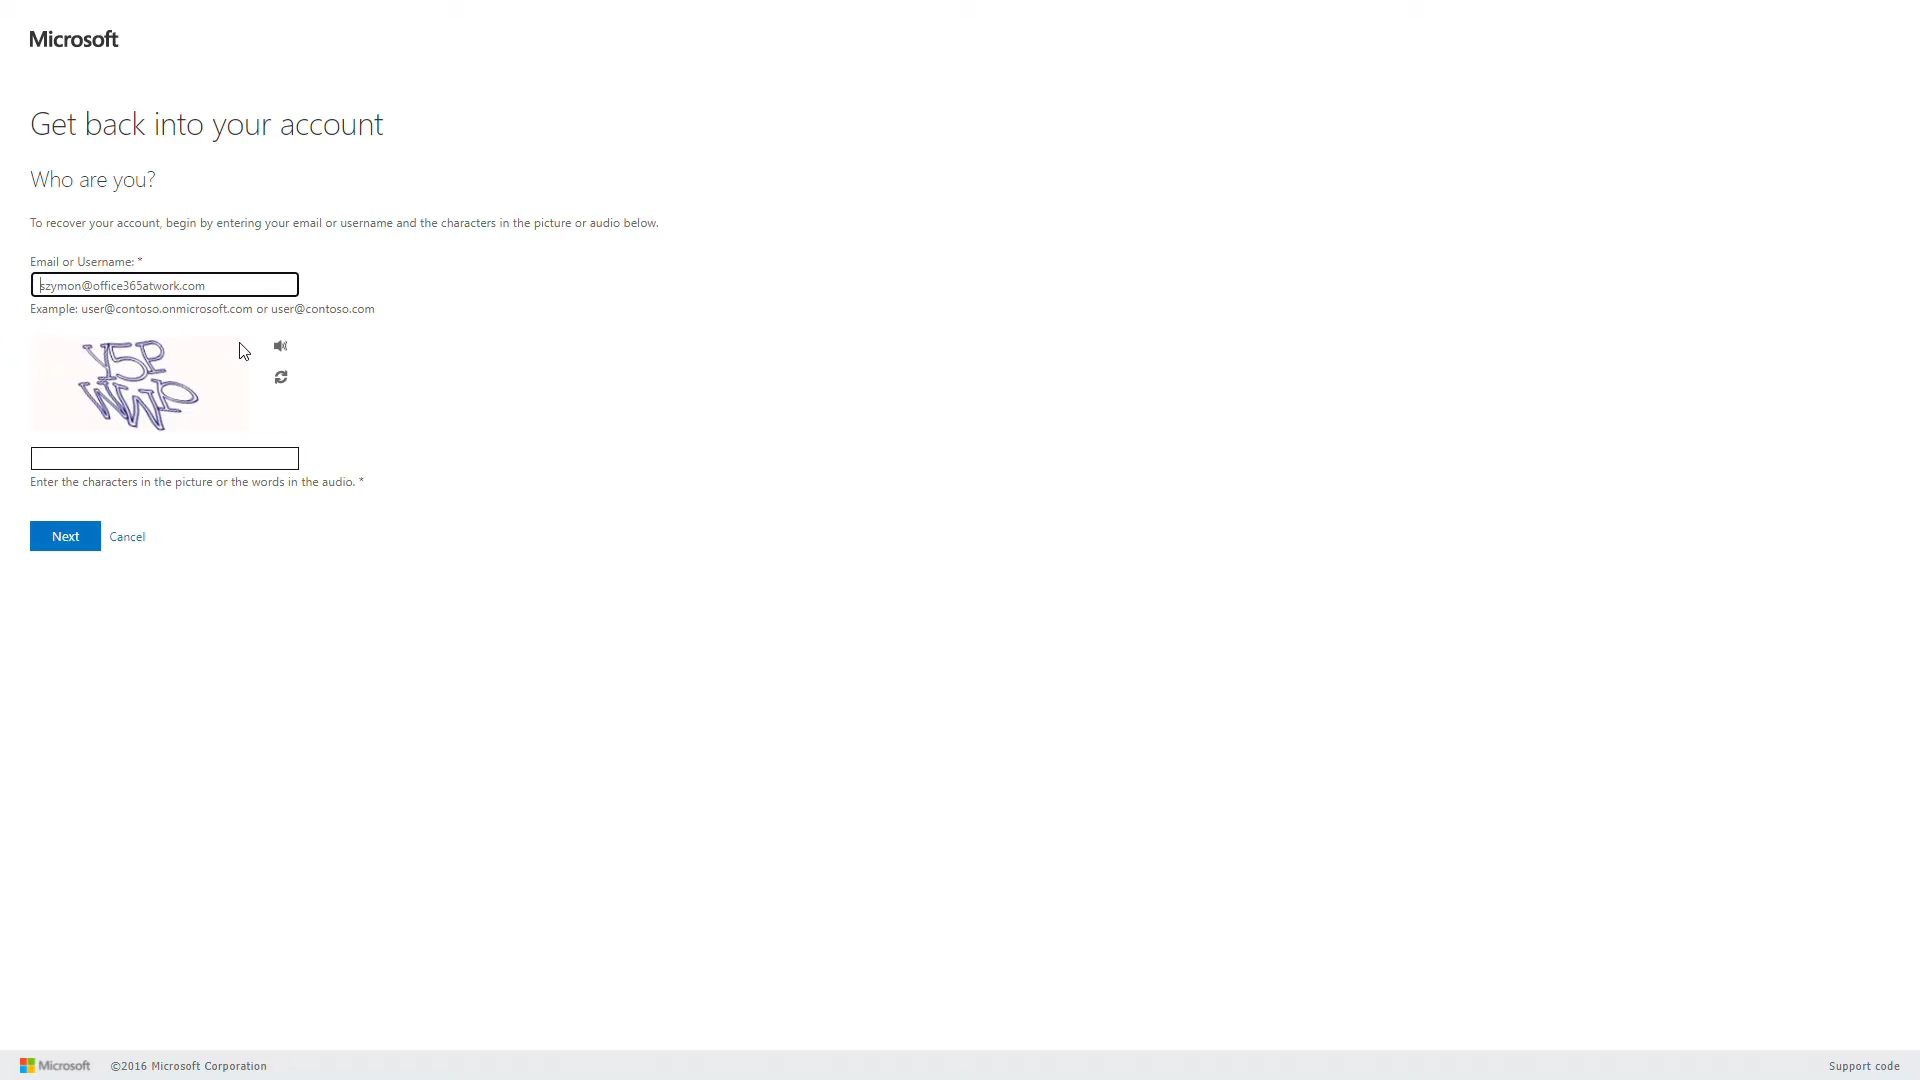 Microsoft
Get back into your account
Who are you?
To recover your account, begin by entering your email or username and the characters in the picture or audio below.
Email or Username: *
szymon@office365atwork.com
Example: user@contoso.onmicrosoft.com or user@contoso.com
Enter the characters in the picture or the words in the audio. *
Next Cancel
Microsoft ©2016 Microsoft Corporation Support code